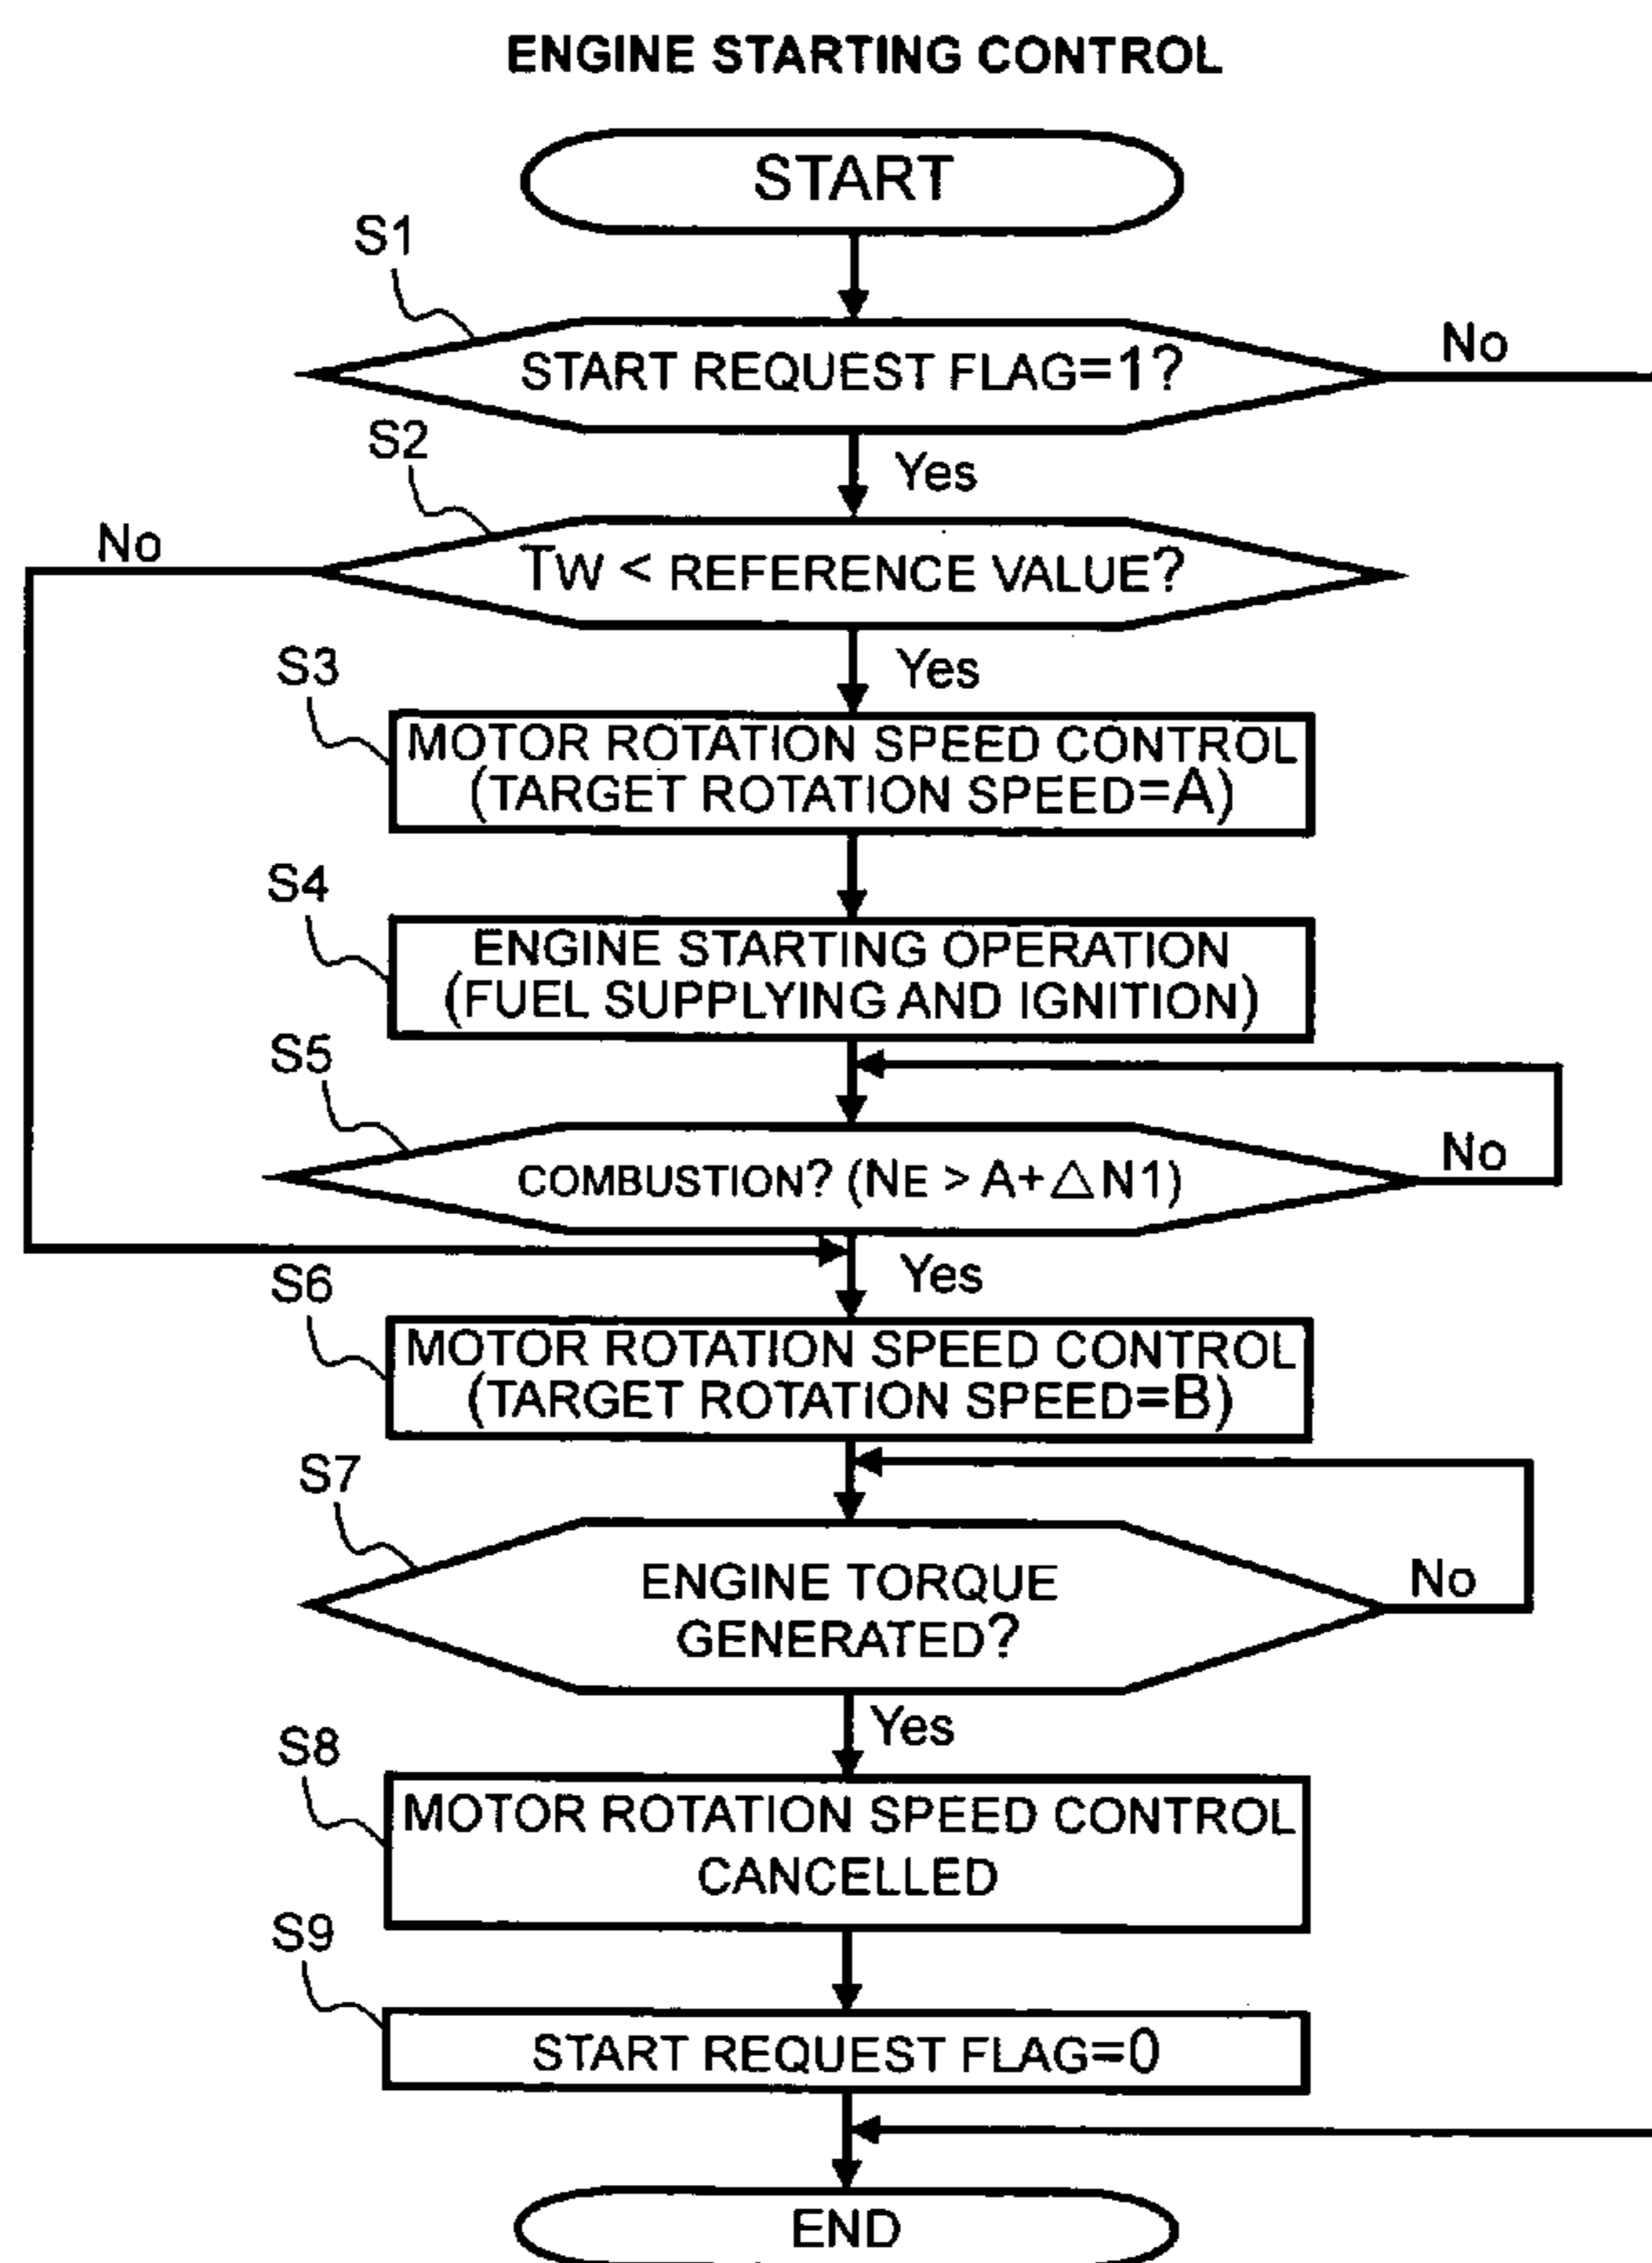 ENGINE STARTING CONTROL
START
S1
START REQUEST FLAG=1?
No
Yes
S2
No
TW < REFERENCE VALUE?
Yes
S3
MOTOR ROTATION SPEED CONTROL
(TARGET ROTATION SPEED=A)
S4
ENGINE STARTING OPERATION
(FUEL SUPPLYING AND IGNITION)
S5
COMBUSTION? (NE > A+△N1)
No
Yes
S6
MOTOR ROTATION SPEED CONTROL
(TARGET ROTATION SPEED=B)
S7
ENGINE TORQUE
GENERATED?
No
Yes
S8
MOTOR ROTATION SPEED CONTROL
CANCELLED
S9
START REQUEST FLAG=0
END